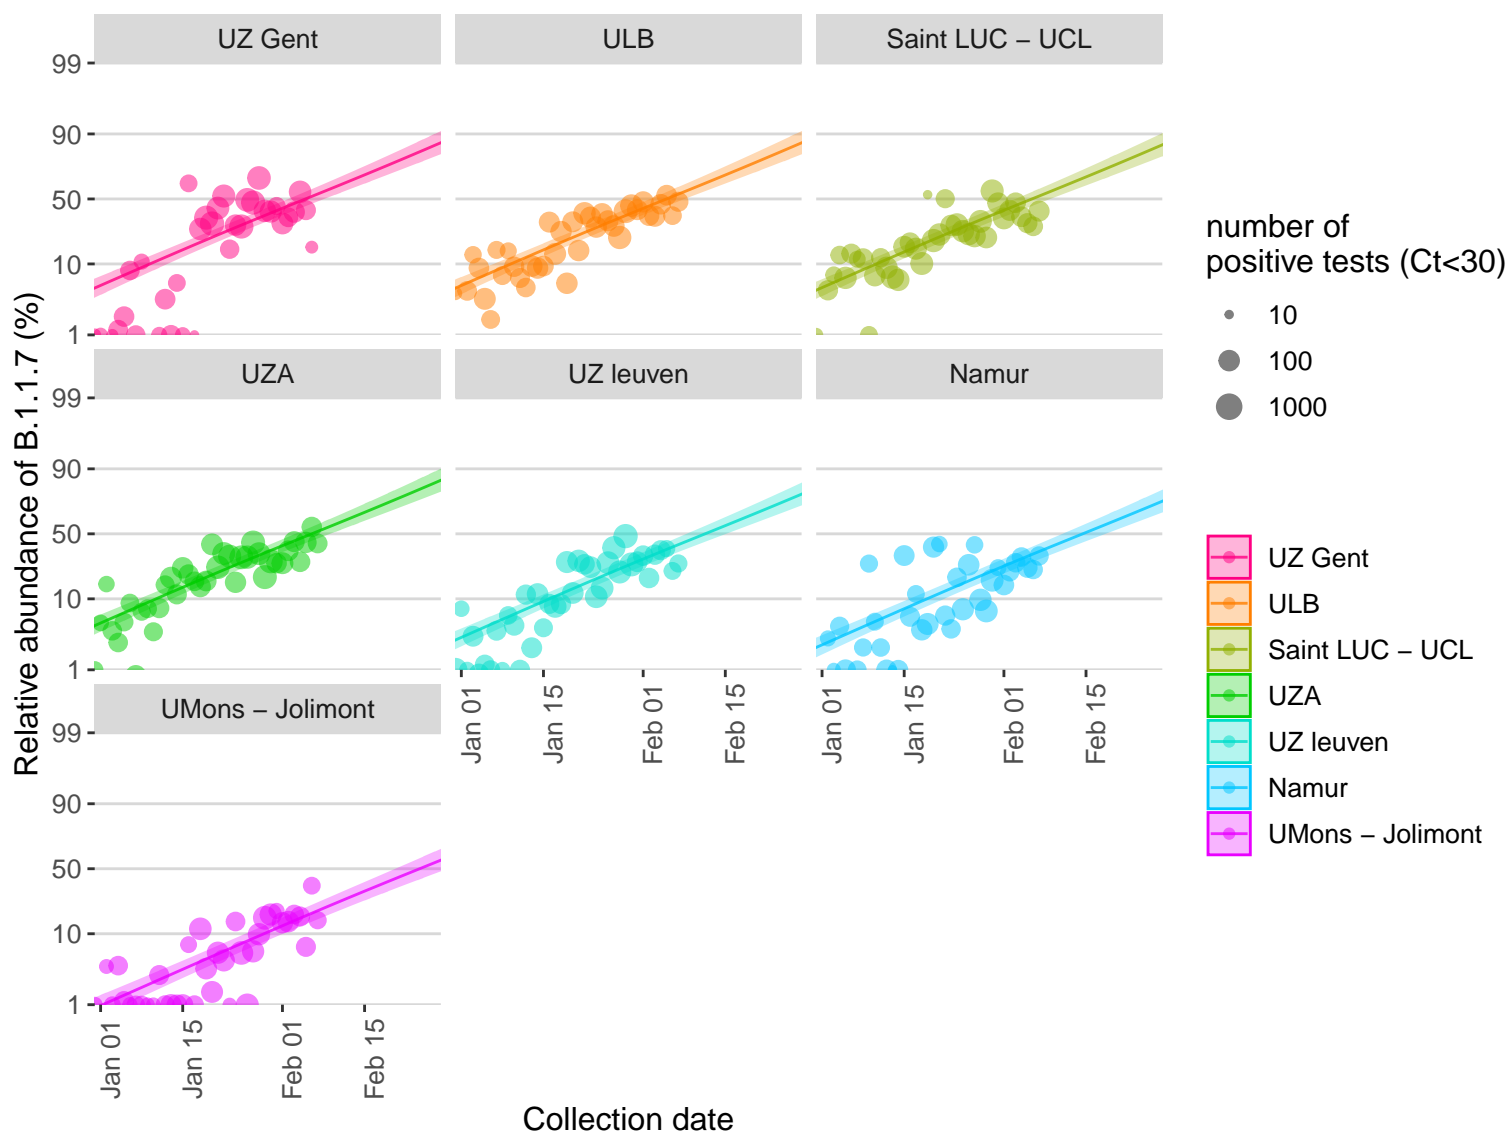 UZ Gent
ULB
Saint LUC − UCL
99
90
50
10
1
UZA
UZ leuven
Namur
99
90
50
10
1
Jan 01
Jan 15
Feb 01
Feb 15
Jan 01
Jan 15
Feb 01
Feb 15
UMons − Jolimont
99
90
50
10
1
Jan 01
Jan 15
Feb 01
Feb 15
Collection date
Relative abundance of B.1.1.7 (%)
number of
positive tests (Ct<30)
10
100
1000
UZ Gent
ULB
Saint LUC − UCL
UZA
UZ leuven
Namur
UMons − Jolimont